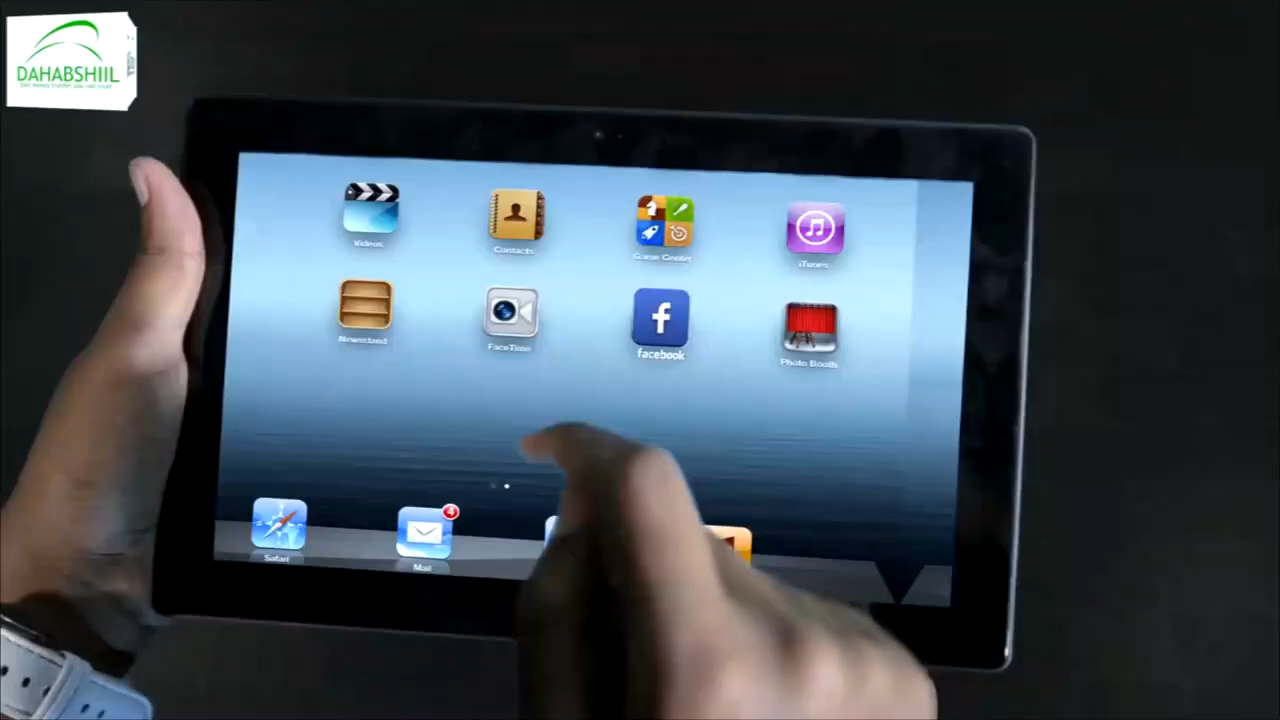 DAHABSHIIL
Videos
Contacts
Game Center
iTunes
Newsstand
FaceTime
facebook
Photo Booth
4
Safari
Mail